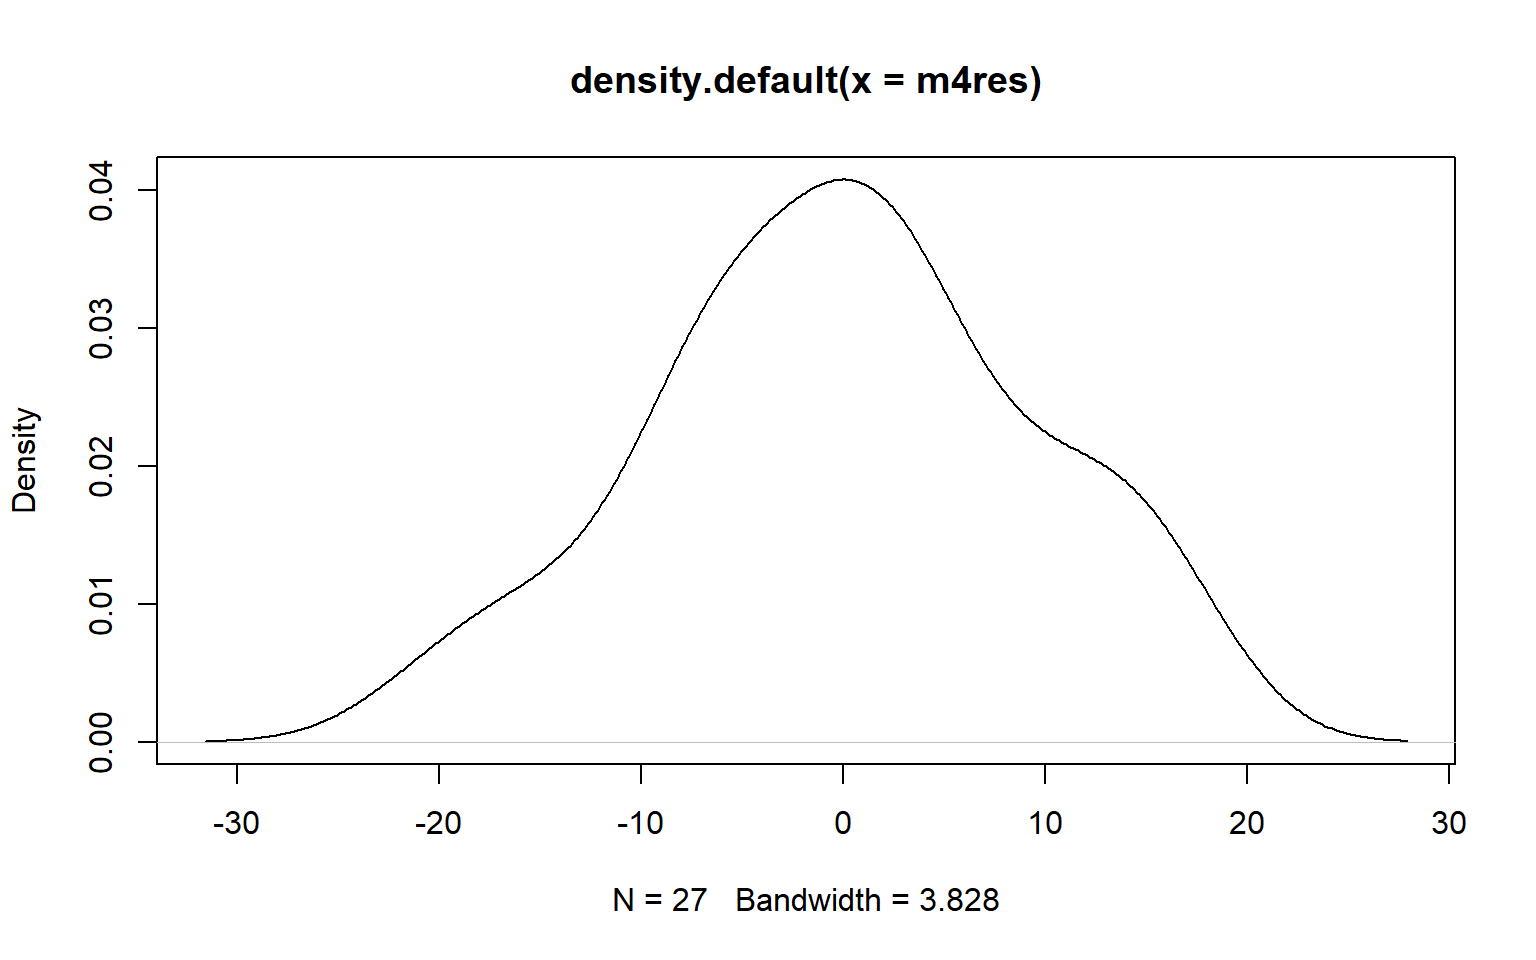 density.default(x = m4res)
Density
0.04
0.03
0.02
0.01
0.00
-30 -20 -10 0 10 20 30
N = 27 Bandwidth = 3.828